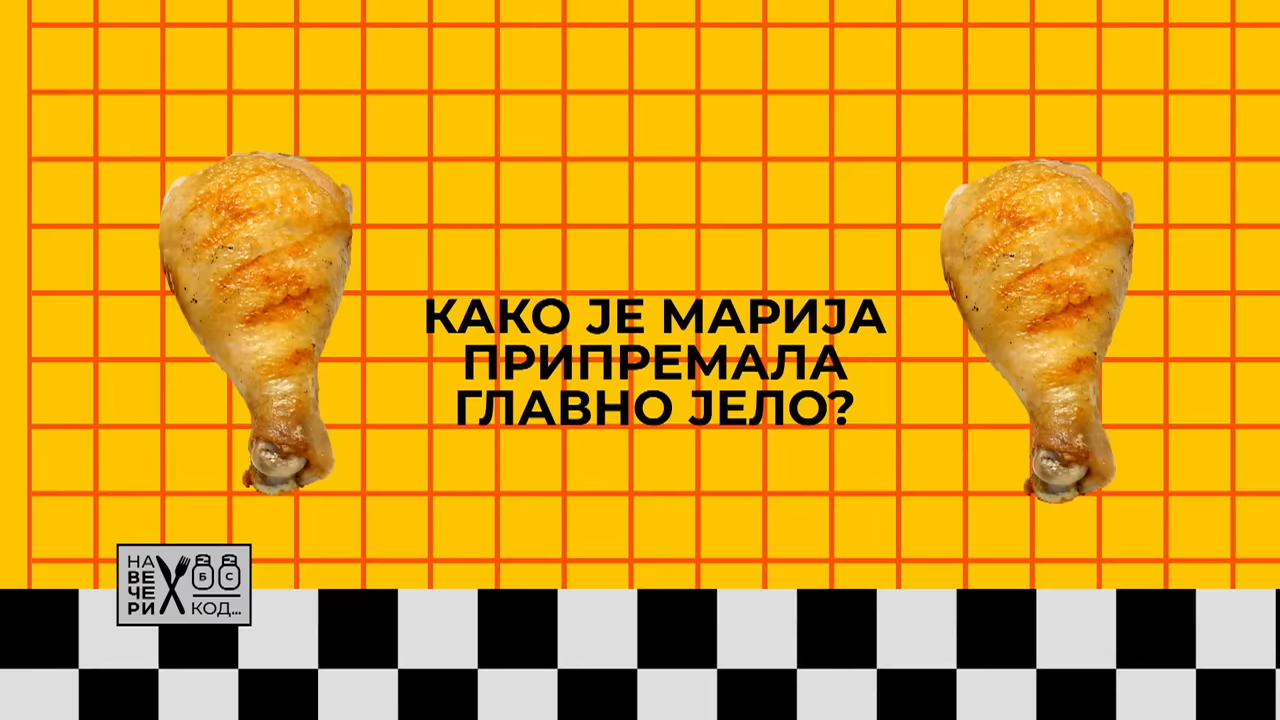 КАКО ЈЕ МАРИЈА
ПРИПРЕМАЛА
ГЛАВНО ЈЕЛО?
НА
ВЕ
ЧЕ
РИ
Б С
КОД...